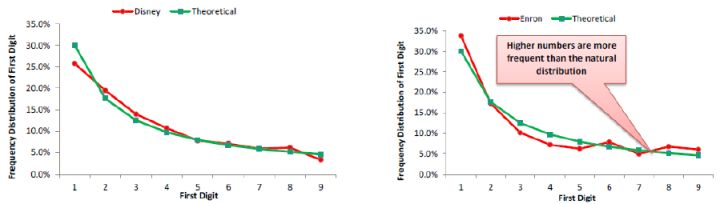 Disney Theoretical
Frequency Distribution of First Digit
35.0%
30.0%
25.0%
20.0%
15.0%
10.0%
5.0%
0.0%
1 2 3 4 5 6 7 8 9
First Digit
Enron Theoretical
Frequency Distribution of First Digit
35.0%
30.0%
25.0%
20.0%
15.0%
10.0%
5.0%
0.0%
Higher numbers are more
frequent than the natural
distribution
1 2 3 4 5 6 7 8 9
First Digit